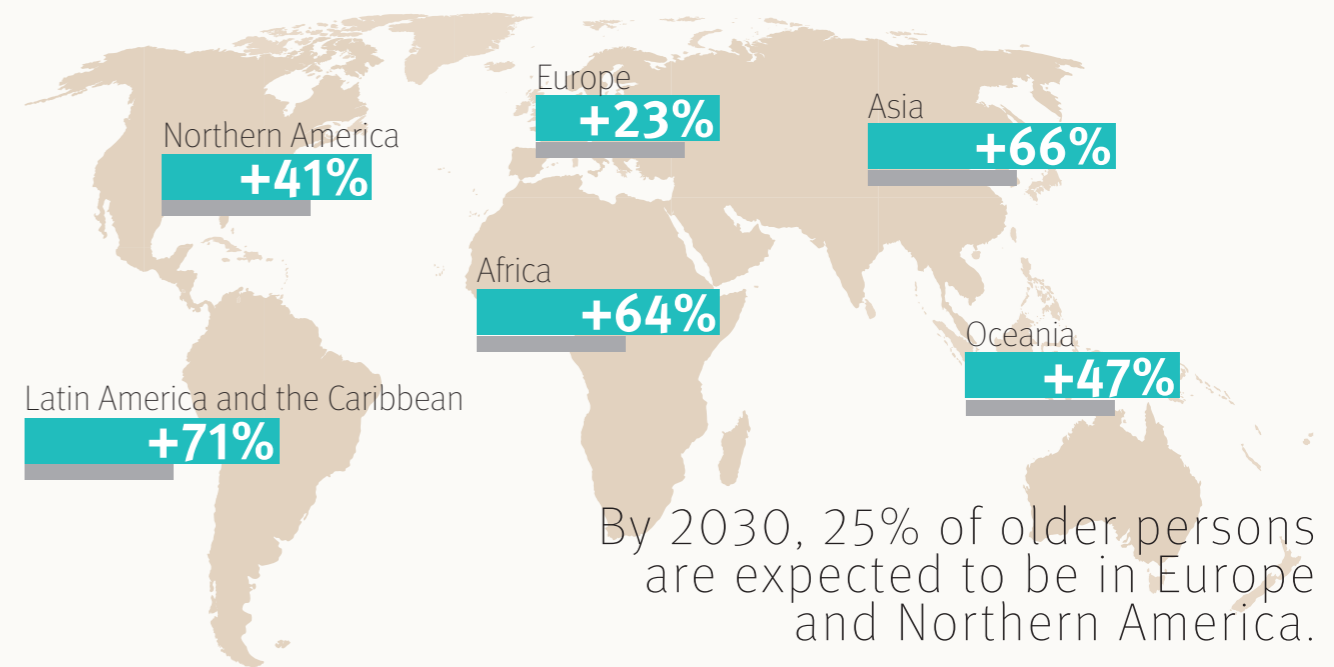 Europe
+23%
Asia
+66%
Northern America
+41%
Africa
+64%
Oceania
+47%
Latin America and the Caribbean
+71%
By 2030, 25% of older persons
are expected to be in Europe
and Northern America.